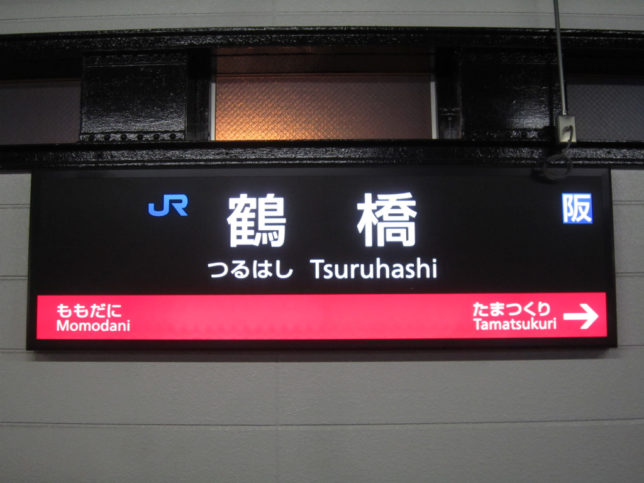 JR 鶴橋 阪
つるはし Tsuruhashi
ももだに たまつくり
Momodani Tamatsukuri →